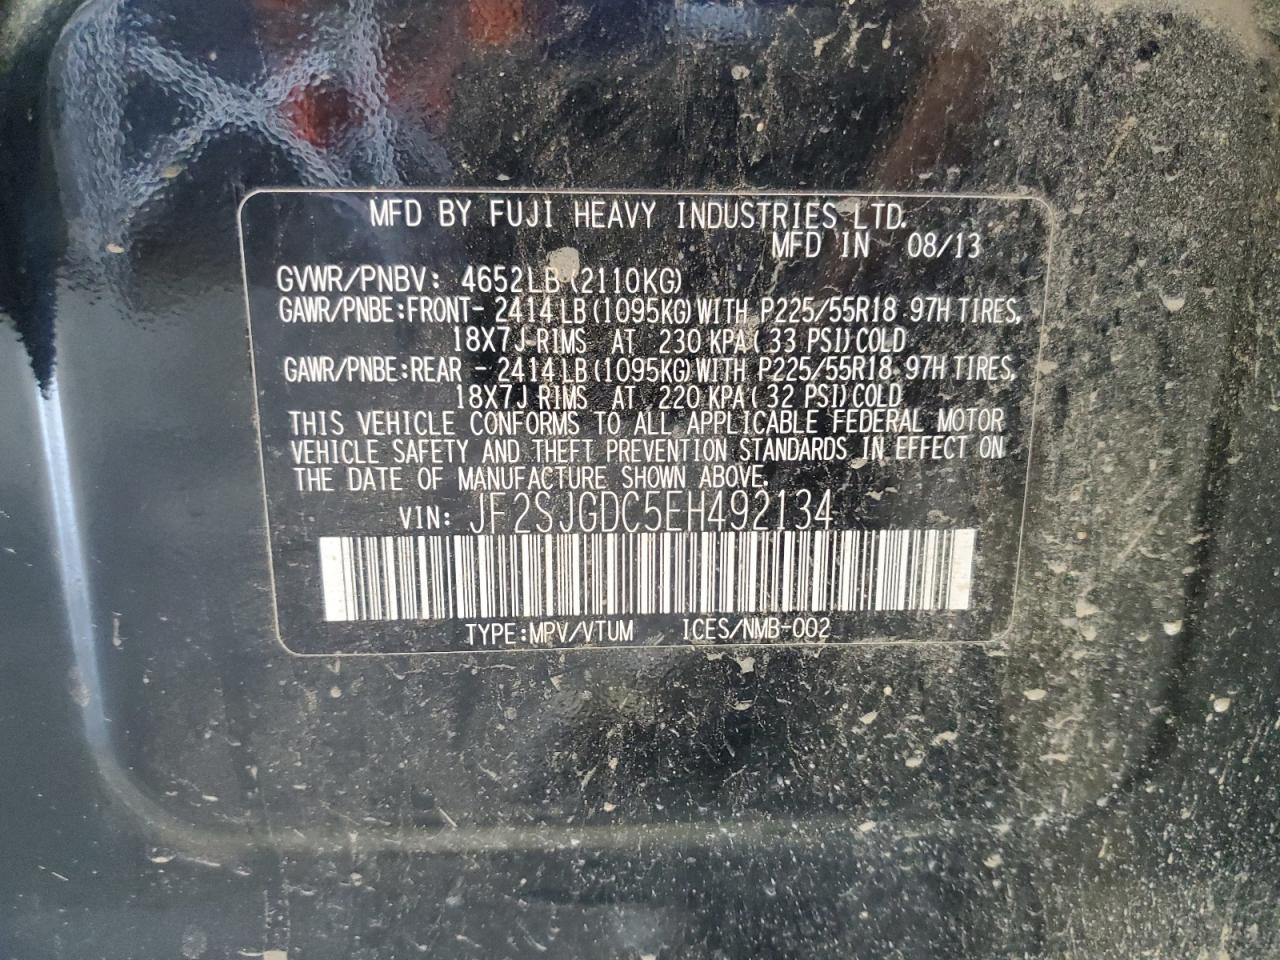 MFD BY FUJI HEAVY INDUSTRIES LTD.
MFD IN 08/13
GVWR/PNBV: 4652LB (2110KG)
GAWR/PNBE:FRONT- 2414LB (1095KG) WITH P225/55R18 97H TIRES,
18X7J RIMS AT 230 KPA( 33 PSI) COLD
GAWR/PNBE:REAR - 2414LB (1095KG) WITH P225/55R18 97H TIRES,
18X7J RIMS AT 220 KPA( 32 PSI) COLD
THIS VEHICLE CONFORMS TO ALL APPLICABLE FEDERAL MOTOR
VEHICLE SAFETY AND THEFT PREVENTION STANDARDS IN EFFECT ON
THE DATE OF MANUFACTURE SHOWN ABOVE.
VIN: JF2SJGDC5EH492134
TYPE:MPV/VTUM ICES/NMB-002